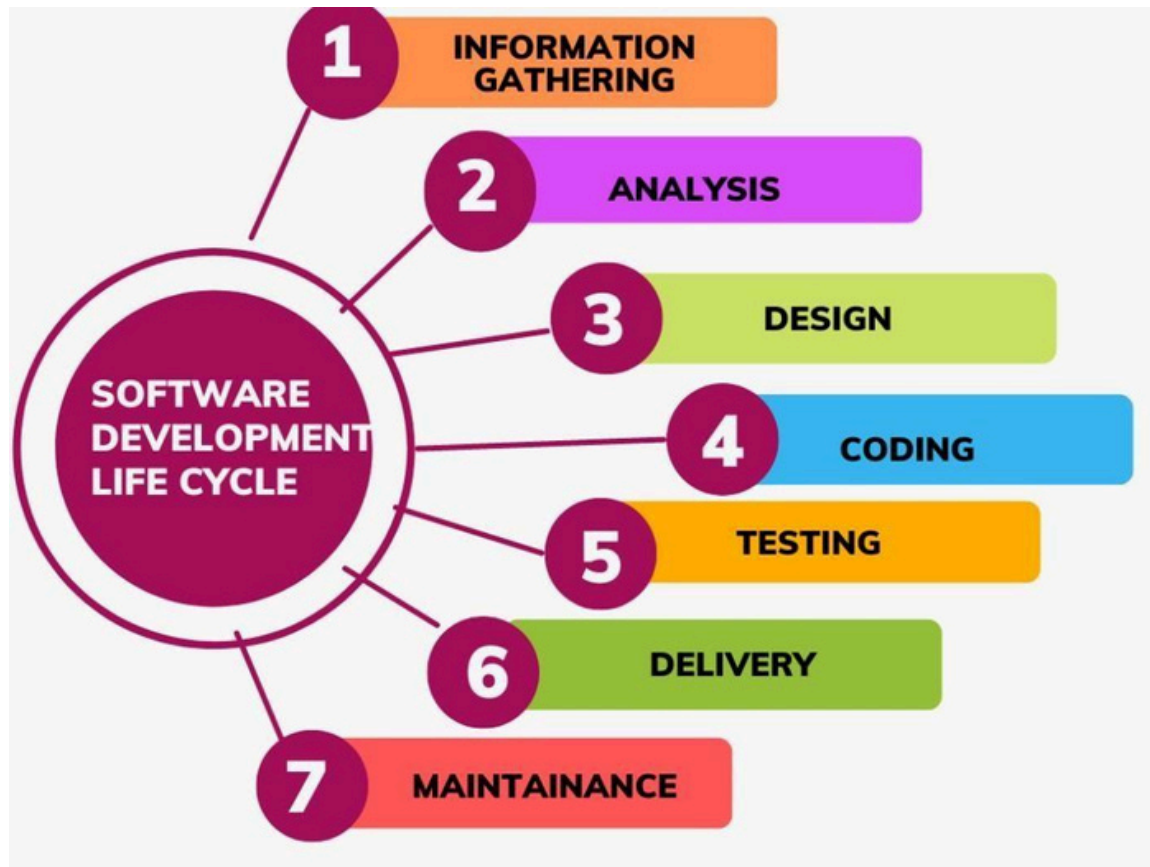 1
INFORMATION
GATHERING
2
ANALYSIS
3
DESIGN
SOFTWARE
DEVELOPMENT
LIFE CYCLE
4
CODING
5
TESTING
6
DELIVERY
7
MAINTAINANCE